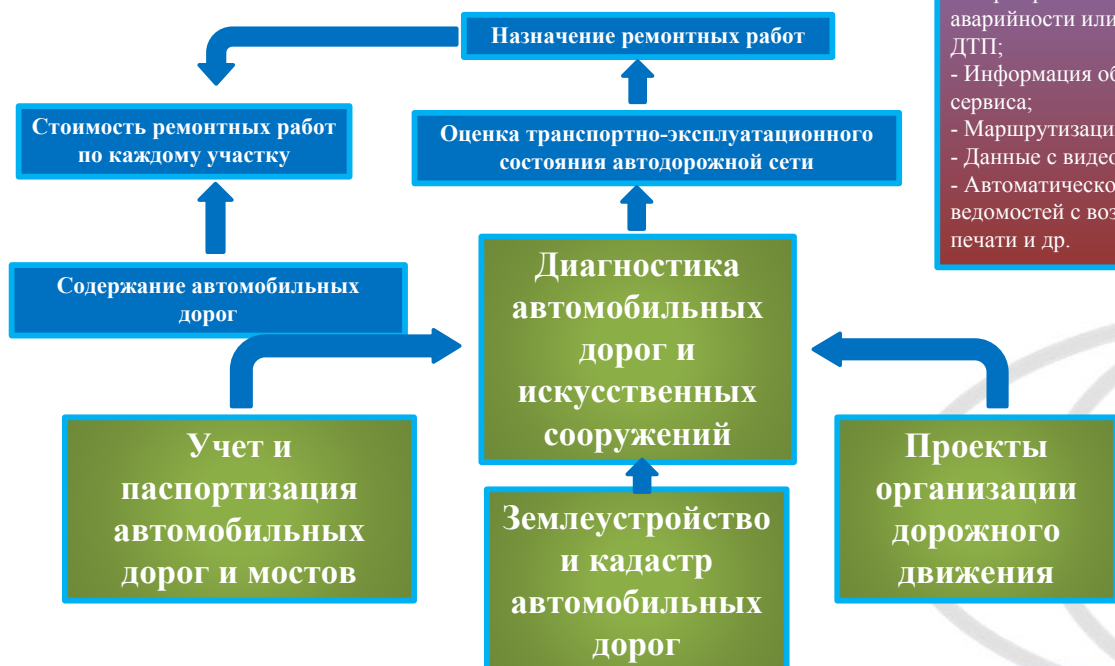 Назначение ремонтных работ
Стоимость ремонтных работ
по каждому участку
Оценка транспортно-эксплуатационного
состояния автодорожной сети
Содержание автомобильных
дорог
Диагностика
автомобильных
дорог и
искусственных
сооружений
Учет и
паспортизация
автомобильных
дорог и мостов
Землеустройство
и кадастр
автомобильных
дорог
Проекты
организации
дорожного
движения
аварийности или
ДТП;
- Информация об
сервиса;
- Маршрутизаци
- Данные с видео
- Автоматическо
ведомостей с воз
печати и др.